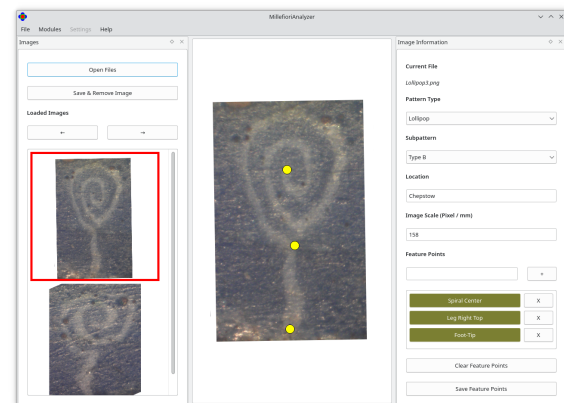 MillefioriAnalyzer
File Modules Settings Help
Images
Open Files
Save & Remove Image
Loaded Images
← →
Image Information
Current File
Lollipop3.png
Pattern Type
Lollipop
Subpattern
Type B
Location
Chepstow
Image Scale (Pixel / mm)
158
Feature Points
+
Spiral Center X
Leg Right Top X
Foot-Tip X
Clear Feature Points
Save Feature Points